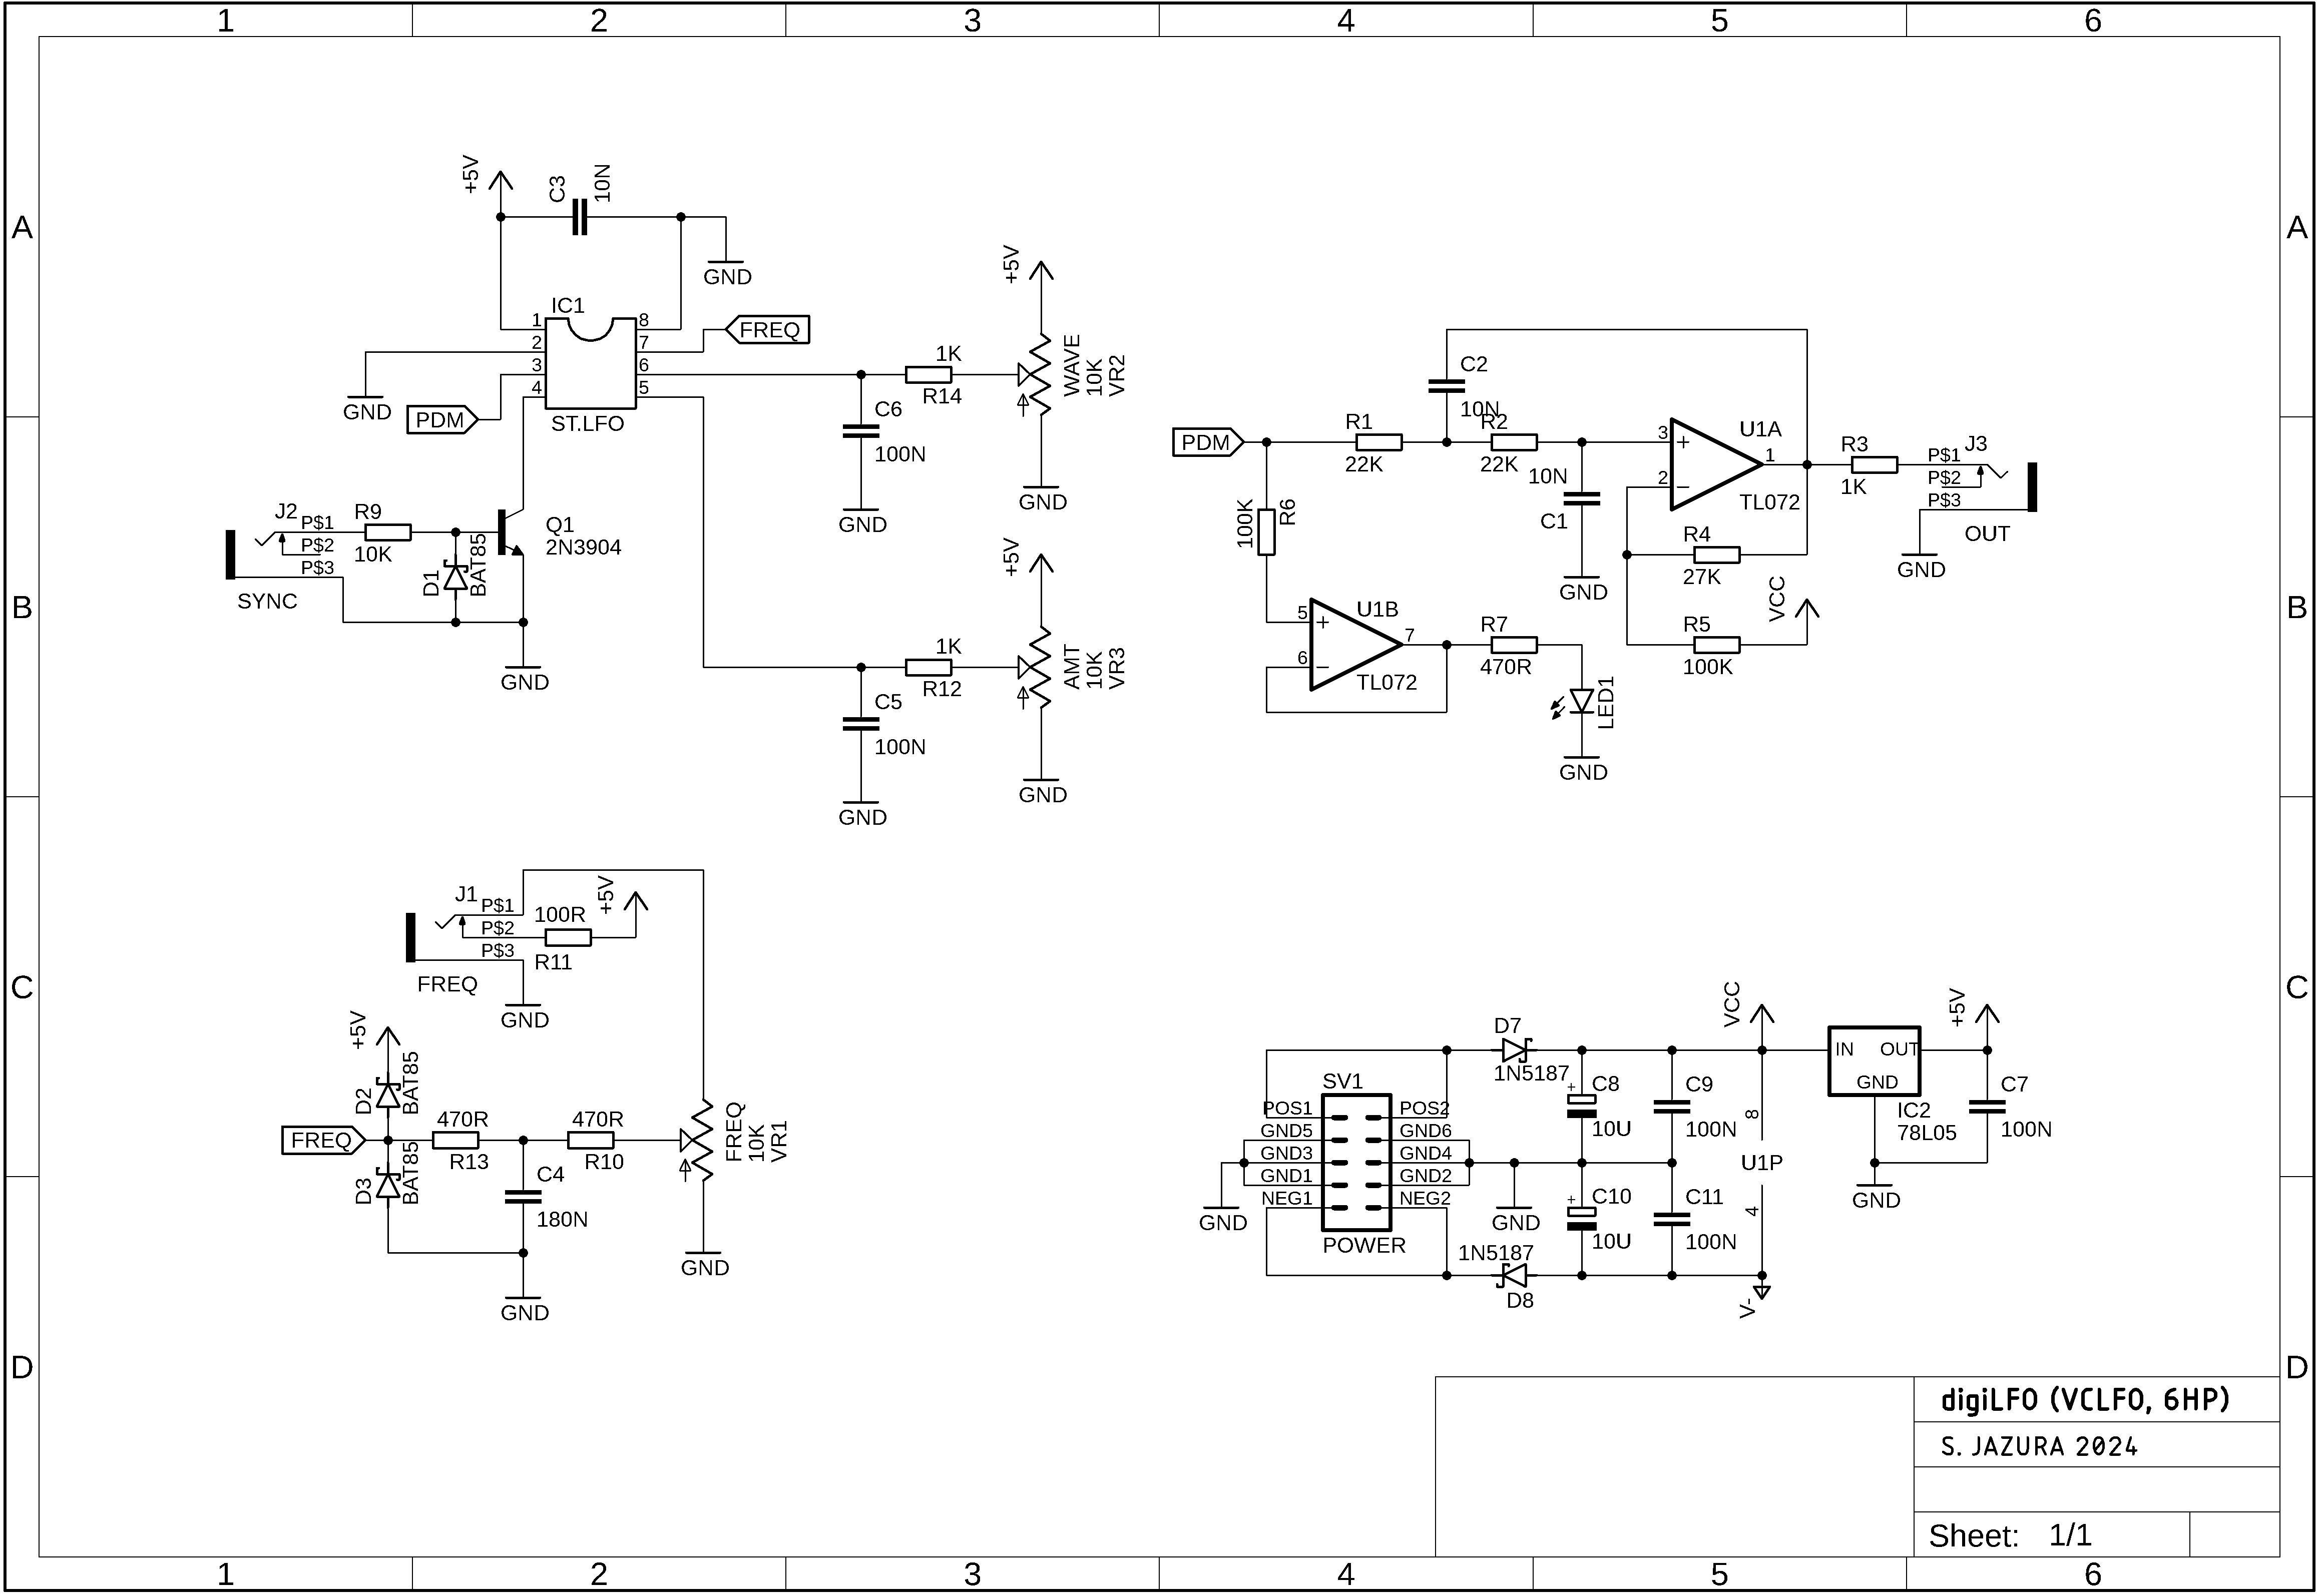 1 2 3 4 5 6
A A
+5V
C3
10N
GND
IC1
1 8
2 7
3 6
4 5
ST.LFO
FREQ
GND
PDM
1K
R14
C6
100N
GND
+5V
WAVE
10K
VR2
GND
J2
P$1
P$2
P$3
SYNC
R9
10K
D1
BAT85
Q1
2N3904
GND
1K
R12
C5
100N
GND
+5V
AMT
10K
VR3
GND
PDM
R1
22K
C2
10N
R2
22K
10N
C1
GND
3
2
1
+
−
U1A
TL072
R3
1K
J3
P$1
P$2
P$3
OUT
GND
R4
27K
VCC
R5
100K
100K
R6
5
6
7
+
−
U1B
TL072
R7
470R
LED1
GND
B B
J1
P$1
P$2
P$3
FREQ
100R
R11
+5V
GND
C C
+5V
D2
BAT85
FREQ
D3
BAT85
470R
R13
470R
R10
C4
180N
GND
FREQ
10K
VR1
GND
SV1
POS1 POS2
GND5 GND6
GND3 GND4
GND1 GND2
NEG1 NEG2
POWER
GND
GND
D7
1N5187
1N5187
D8
+
C8
10U
C9
100N
+
C10
10U
C11
100N
VCC
8
U1P
4
V-
IN OUT
GND
IC2
78L05
GND
+5V
C7
100N
D D
digiLFO (VCLFO, 6HP)
S. JAZURA 2024
Sheet: 1/1
1 2 3 4 5 6